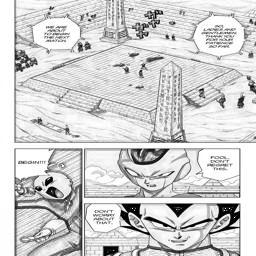 SO, LADIES AND GENTLEMEN, THANK YOU FOR YOUR PATIENCE SO FAR.
WE ARE ABOUT TO BEGIN THE NEXT MATCH.
FOOL, DON'T REGRET THIS.
BEGIN!!!
DON'T WORRY ABOUT THAT.